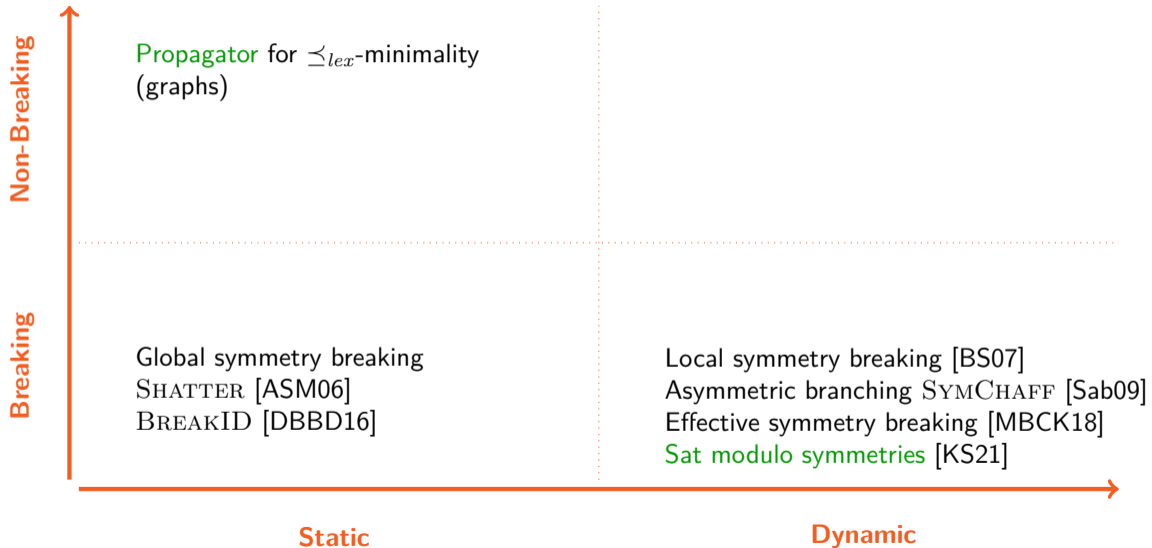 Non-Breaking
Propagator for ⪯lex-minimality
(graphs)
Breaking
Global symmetry breaking
SHATTER [ASM06]
BREAKID [DBBD16]
Local symmetry breaking [BS07]
Asymmetric branching SYMCHAFF [Sab09]
Effective symmetry breaking [MBCK18]
Sat modulo symmetries [KS21]
Static
Dynamic